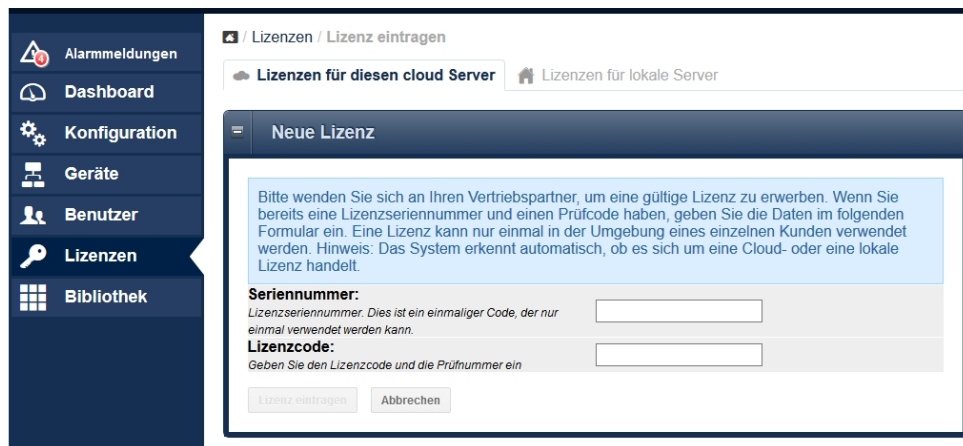 4
Alarmmeldungen
Dashboard
Konfiguration
Geräte
Benutzer
Lizenzen
Bibliothek
/ Lizenzen / Lizenz eintragen
Lizenzen für diesen cloud Server
Lizenzen für lokale Server
Neue Lizenz
Bitte wenden Sie sich an Ihren Vertriebspartner, um eine gültige Lizenz zu erwerben. Wenn Sie
bereits eine Lizenzseriennummer und einen Prüfcode haben, geben Sie die Daten im folgenden
Formular ein. Eine Lizenz kann nur einmal in der Umgebung eines einzelnen Kunden verwendet
werden. Hinweis: Das System erkennt automatisch, ob es sich um eine Cloud- oder eine lokale
Lizenz handelt.
Seriennummer:
Lizenzseriennummer. Dies ist ein einmaliger Code, der nur
einmal verwendet werden kann.
Lizenzcode:
Geben Sie den Lizenzcode und die Prüfnummer ein
Lizenz eintragen
Abbrechen